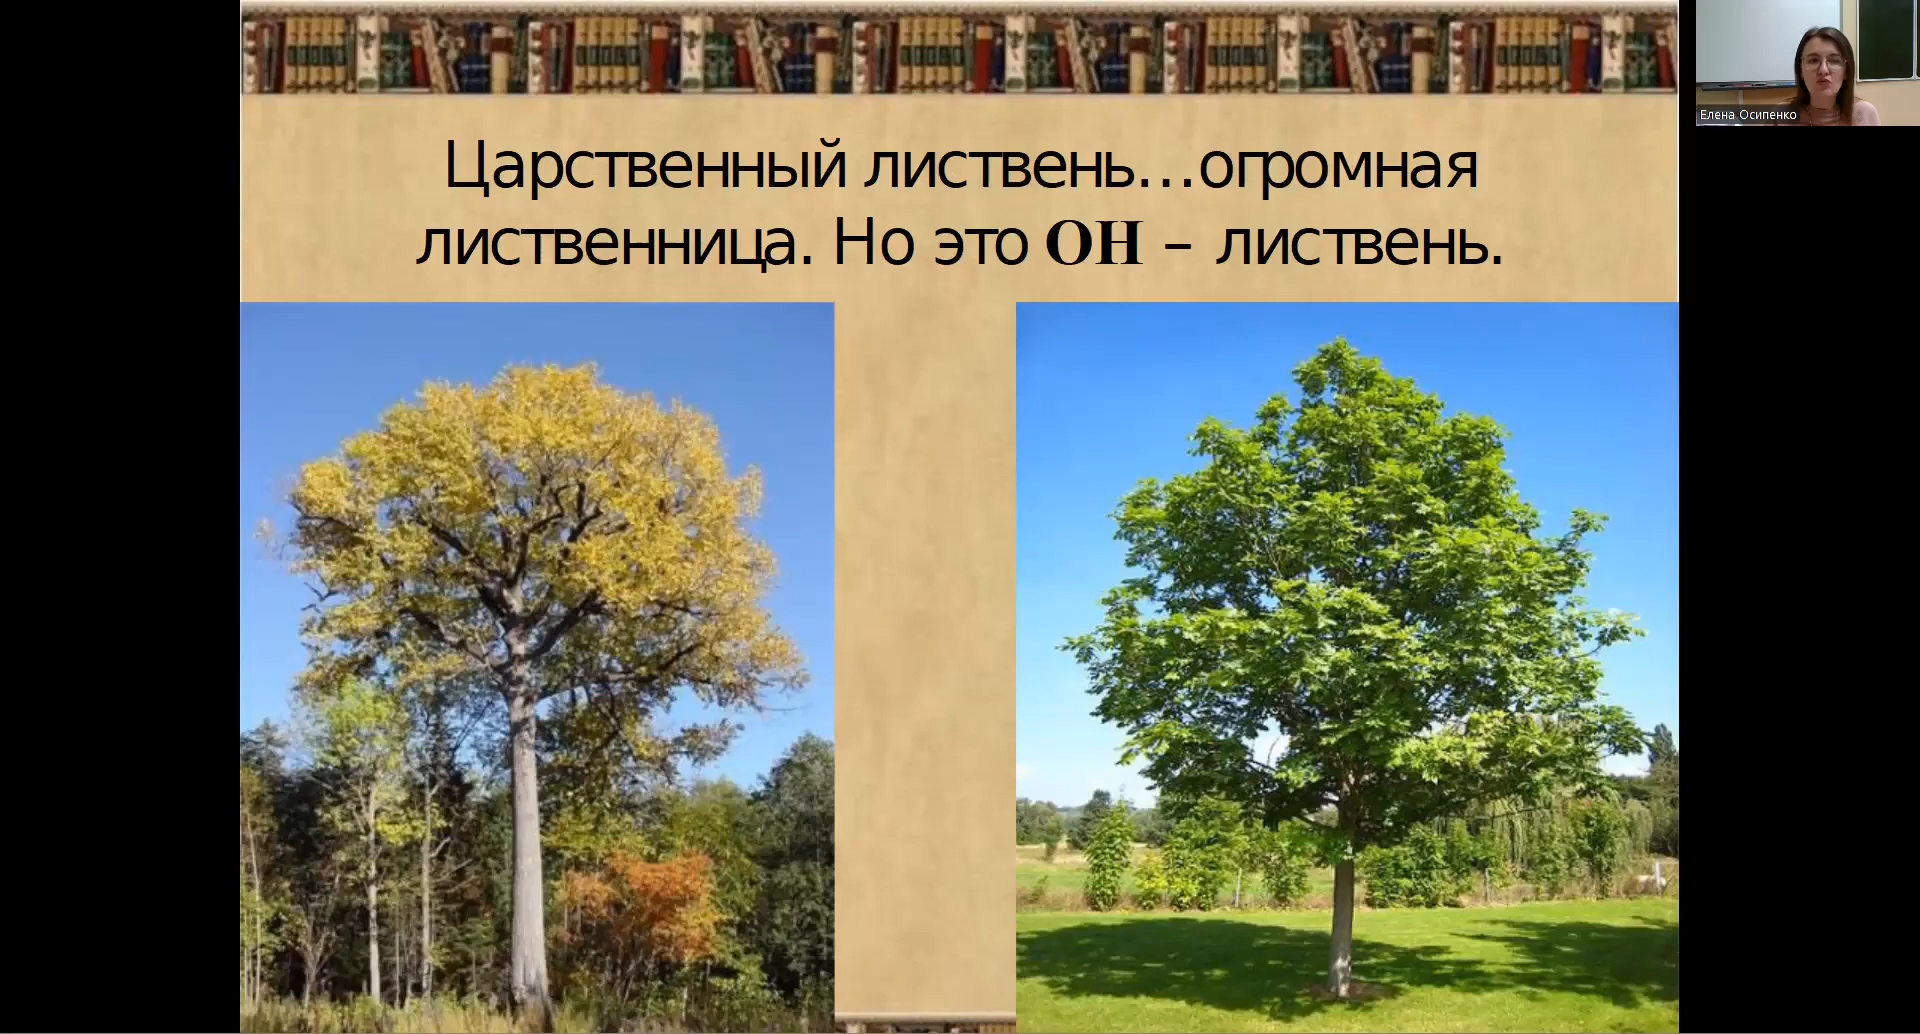 Царственный листвень...огромная
лиственница. Но это ОН – листвень.
Елена Осипенко